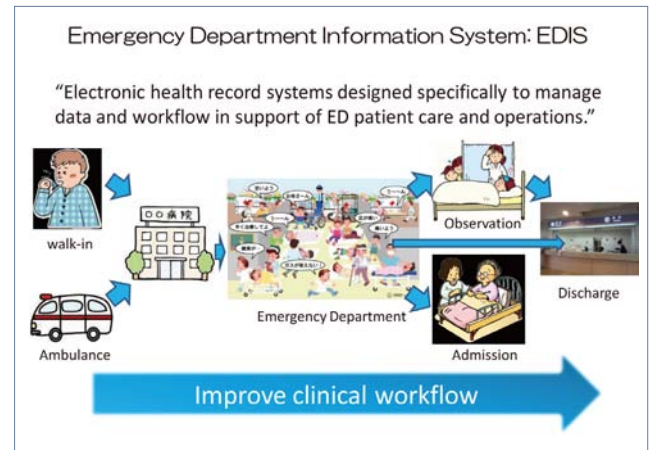 Emergency Department Information System: EDIS
“Electronic health record systems designed specifically to manage
data and workflow in support of ED patient care and operations.”
walk-in
○○病院
Ambulance
Emergency Department
Observation
Admission
Discharge
Improve clinical workflow